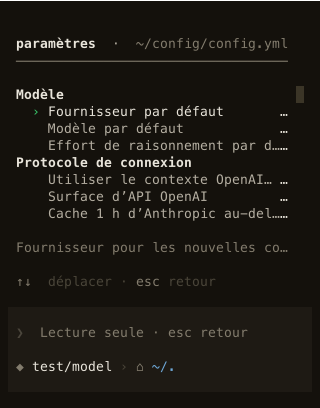 paramètres · ~/config/config.yml
Modèle
› Fournisseur par défaut …
Modèle par défaut …
Effort de raisonnement par d……
Protocole de connexion
Utiliser le contexte OpenAI… …
Surface d’API OpenAI …
Cache 1 h d’Anthropic au-del……
Fournisseur pour les nouvelles co…
↑↓ déplacer · esc retour
❯ Lecture seule · esc retour
◆ test/model › ⌂ ~/.